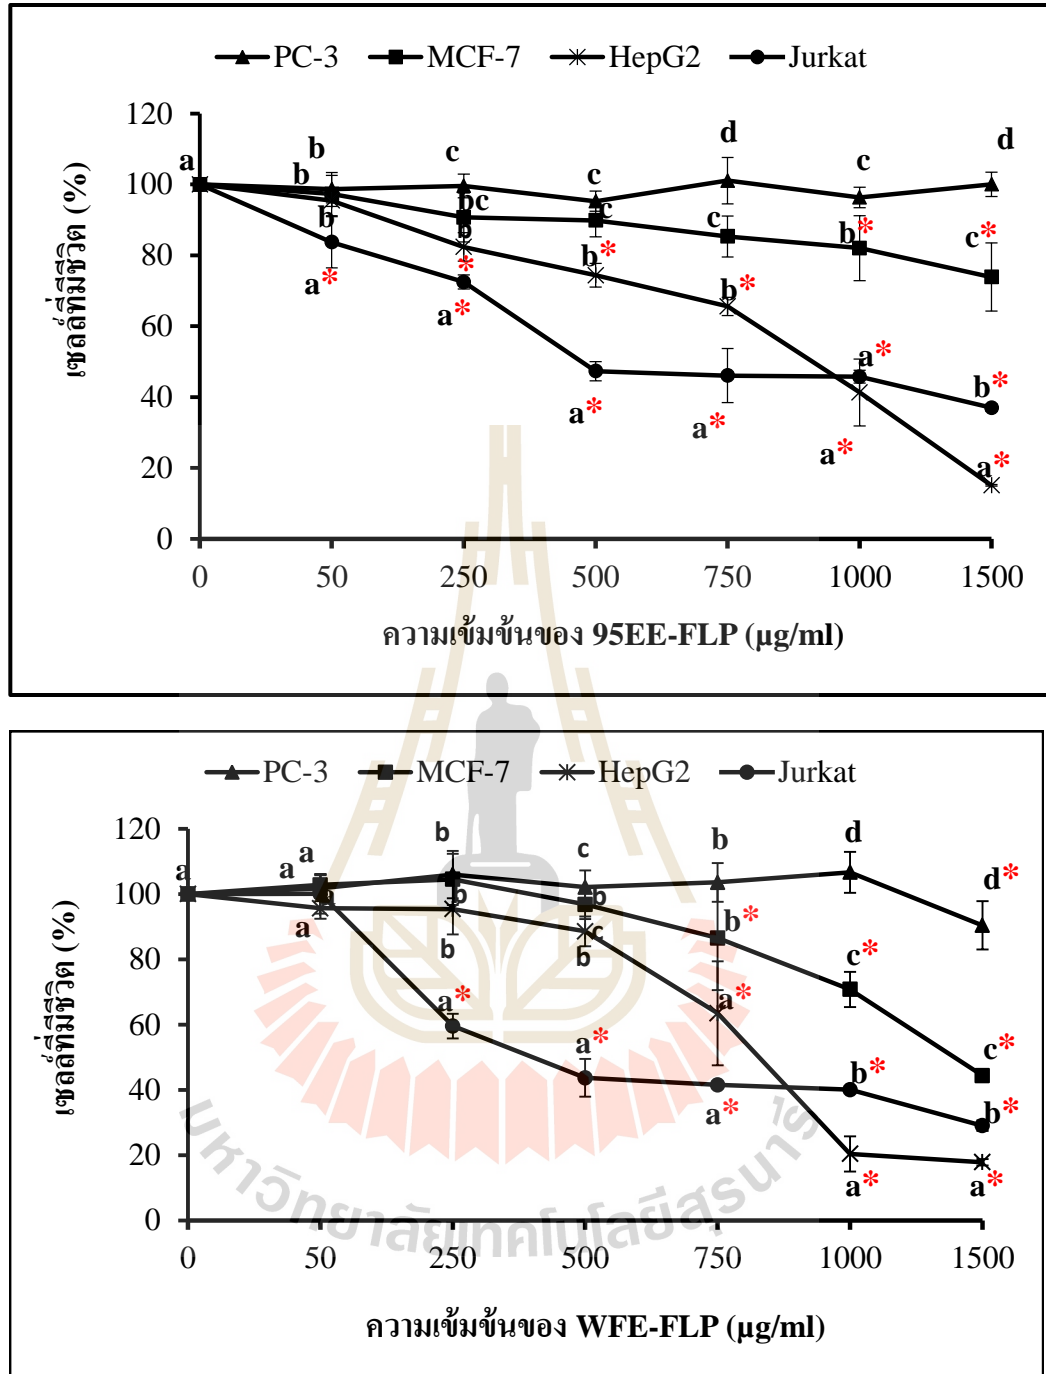 PC-3 MCF-7 HepG2 Jurkat
120
100
80
60
40
20
0
เซลล์ที่มีชีวิต (%)
a
b
b
b
a*
c
bc
b
*
a*
c
c
b*
a*
d
c
b*
a*
c
b*
a*
a*
d
c*
b*
a*
0 50 250 500 750 1000 1500
ความเข้มข้นของ 95EE-FLP (µg/ml)
PC-3 MCF-7 HepG2 Jurkat
120
100
80
60
40
20
0
เซลล์ที่มีชีวิต (%)
a
a
a
a
a
b
b
b
a*
c
b
c
b
a*
b
b*
a*
a*
d
c*
b*
a*
d*
c*
b*
a*
0 50 250 500 750 1000 1500
ความเข้มข้นของ WFE-FLP (µg/ml)
มหาวิทยาลัยเทคโนโลยีสุรนารี